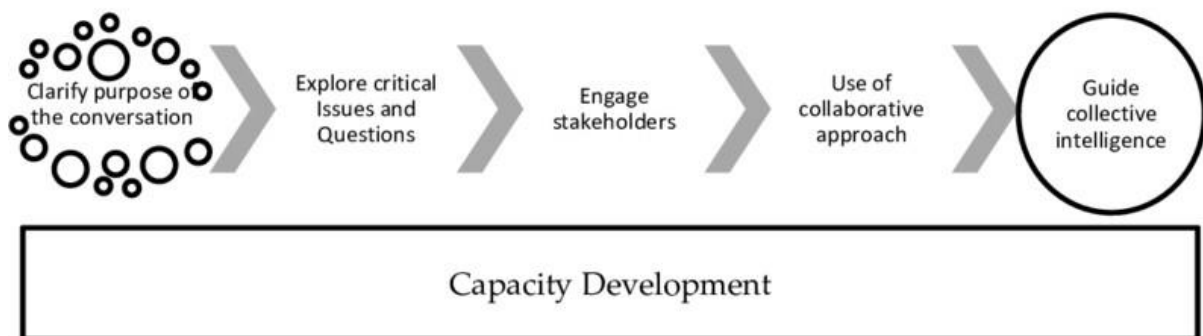 Clarify purpose of
the conversation
Explore critical
Issues and
Questions
Engage
stakeholders
Use of
collaborative
approach
Guide
collective
intelligence
Capacity Development